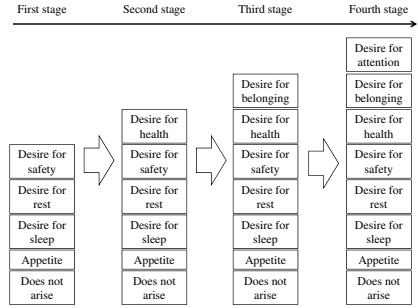 First stage
Second stage
Third stage
Fourth stage
Desire for
safety
Desire for
rest
Desire for
sleep
Appetite
Does not
arise
Desire for
health
Desire for
safety
Desire for
rest
Desire for
sleep
Appetite
Does not
arise
Desire for
belonging
Desire for
health
Desire for
safety
Desire for
rest
Desire for
sleep
Appetite
Does not
arise
Desire for
attention
Desire for
belonging
Desire for
health
Desire for
safety
Desire for
rest
Desire for
sleep
Appetite
Does not
arise